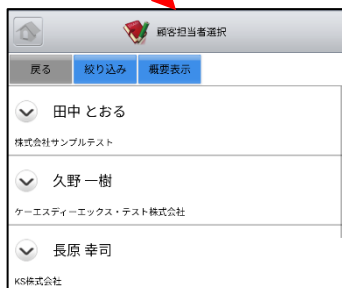 顧客担当者選択
戻る 絞り込み 概要表示
田中 とおる
株式会社サンプルテスト
久野 一樹
ケーエスディーエックス・テスト株式会社
長原 幸司
KS株式会社